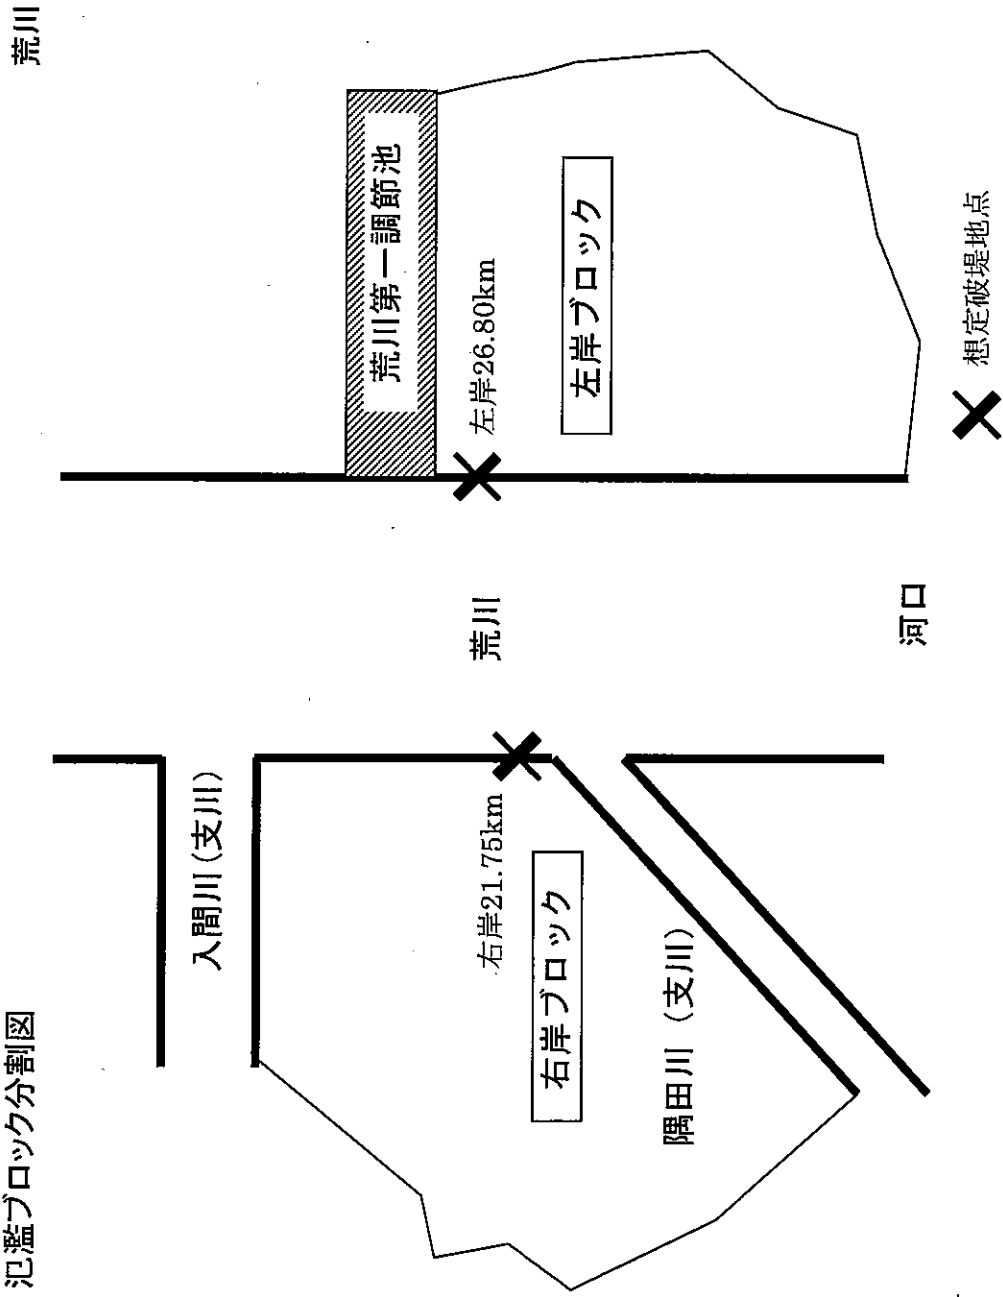 氾濫ブロック分割図
荒川
入間川(支川)
荒川第一調節池
右岸21.75km
荒川
左岸26.80km
右岸ブロック
左岸ブロック
隅田川 (支川)
河口
想定破堤地点